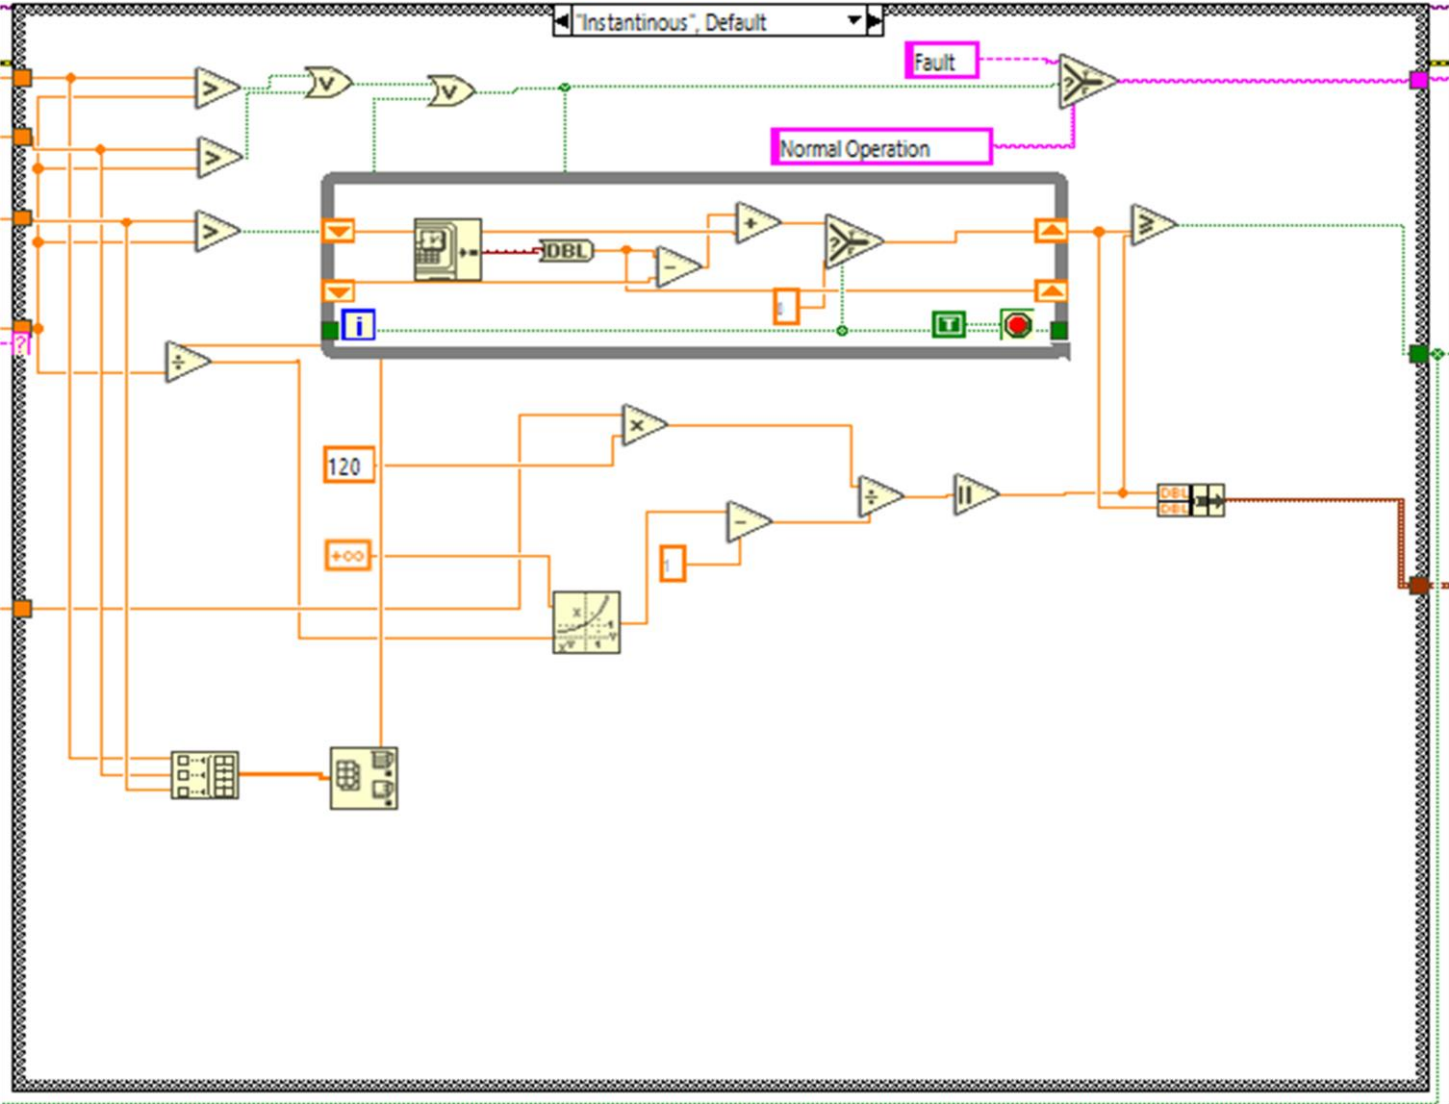 "Instantinous", Default
Fault
Normal Operation
DBL
i
T
120
+∞
1
DBL
DBL